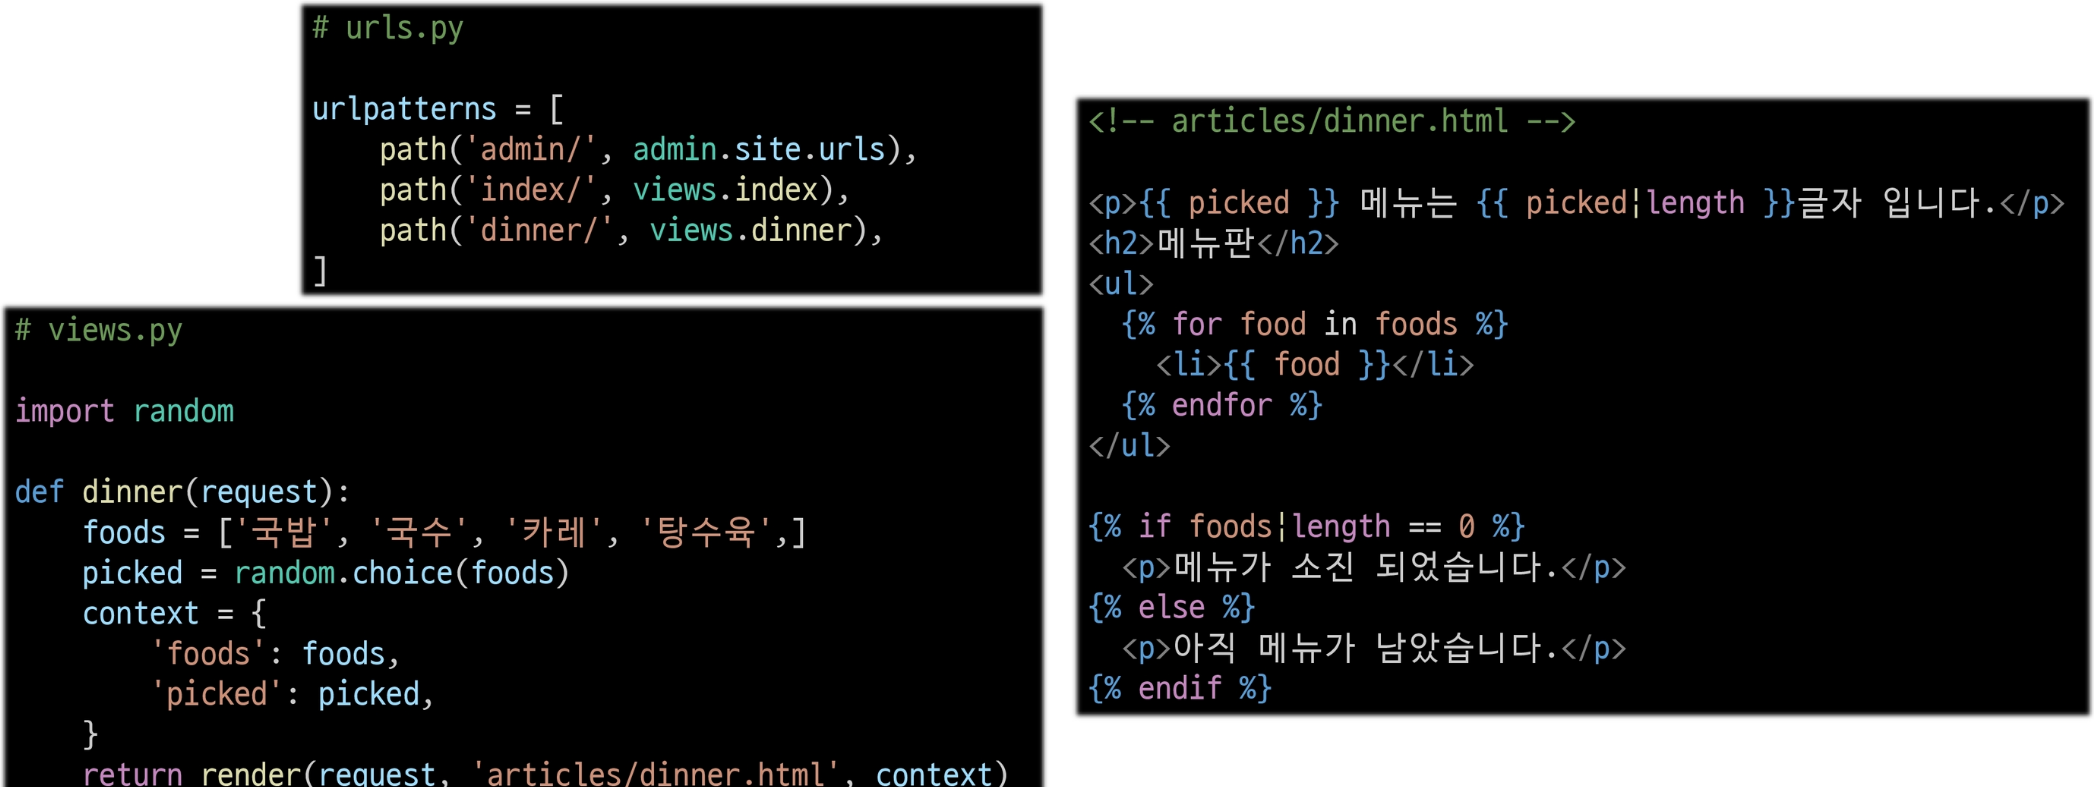 # urls.py

urlpatterns = [
    path('admin/', admin.site.urls),
    path('index/', views.index),
    path('dinner/', views.dinner),
]

# views.py

import random

def dinner(request):
    foods = ['국밥', '국수', '카레', '탕수육',]
    picked = random.choice(foods)
    context = {
        'foods': foods,
        'picked': picked,
    }
    return render(request, 'articles/dinner.html', context)

<!-- articles/dinner.html -->

<p>{{ picked }} 메뉴는 {{ picked|length }}글자 입니다.</p>
<h2>메뉴판</h2>
<ul>
  {% for food in foods %}
    <li>{{ food }}</li>
  {% endfor %}
</ul>

{% if foods|length == 0 %}
  <p>메뉴가 소진 되었습니다.</p>
{% else %}
  <p>아직 메뉴가 남았습니다.</p>
{% endif %}